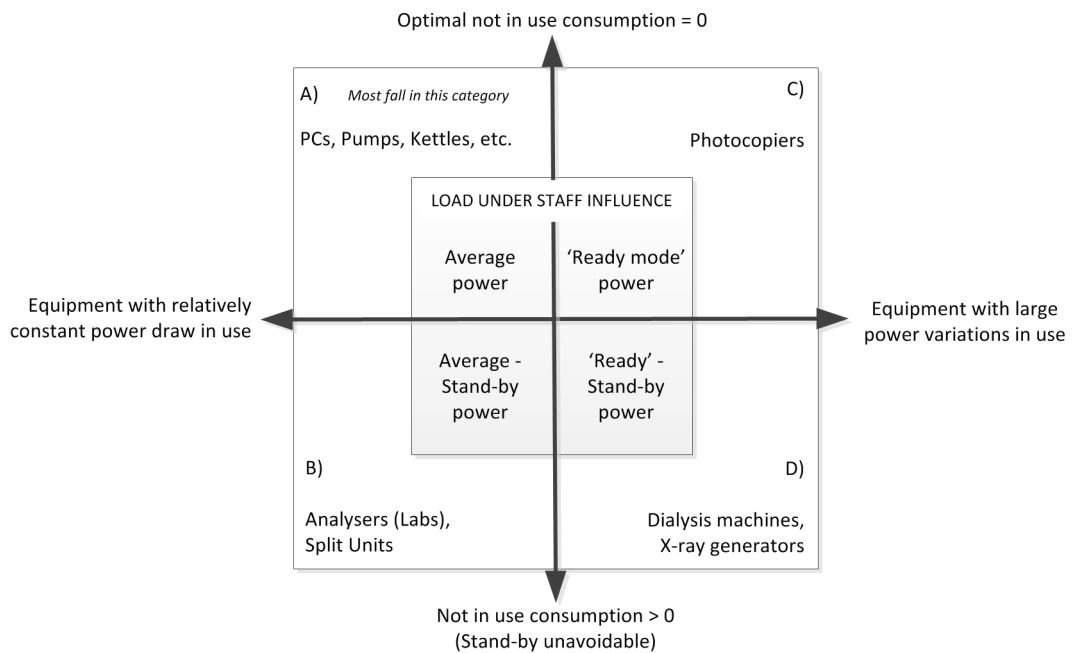 Optimal not in use consumption = 0
A)
Most fall in this category
C)
PCs, Pumps, Kettles, etc.
Photocopiers
LOAD UNDER STAFF INFLUENCE
Average
power
‘Ready mode’
power
Equipment with relatively
constant power draw in use
Equipment with large
power variations in use
Average -
Stand-by
power
‘Ready’ -
Stand-by
power
B)
D)
Analysers (Labs),
Split Units
Dialysis machines,
X-ray generators
Not in use consumption > 0
(Stand-by unavoidable)